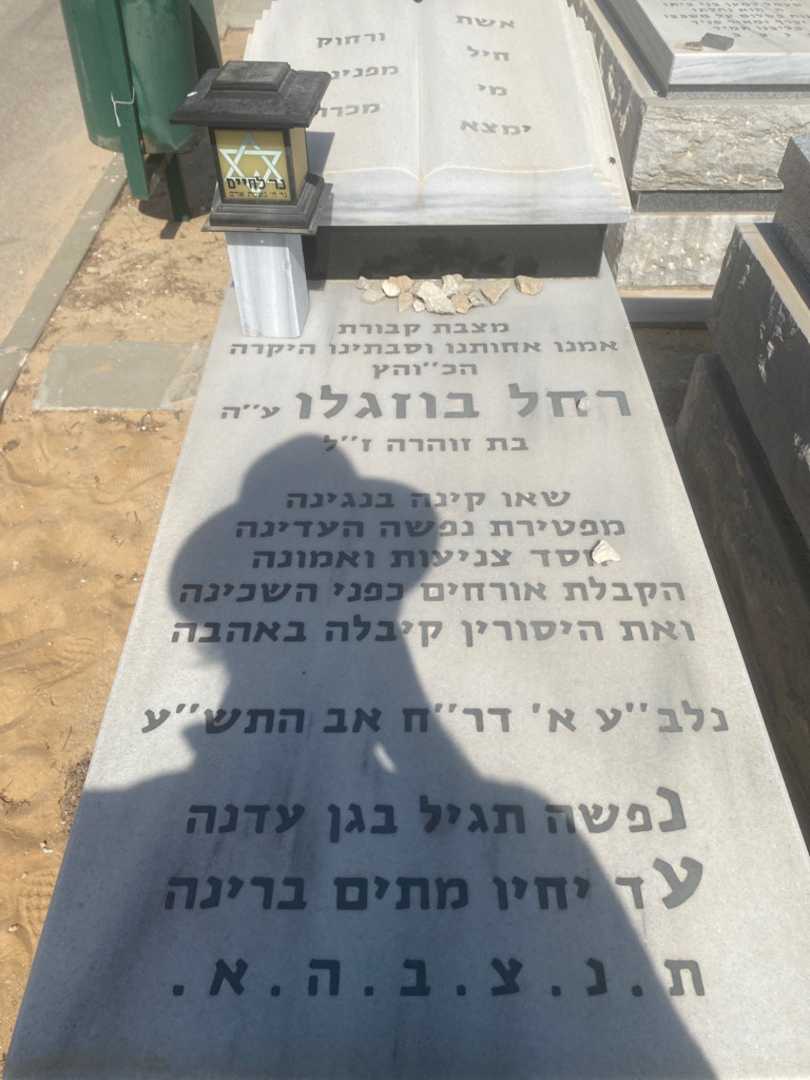 אשת
חיל
מי
ימצא
ורחוק
מפנינים
מכרה
נר לחיים
מצבת קבורת
אמנו אחותנו וסבתינו היקרה
הכ''והץ
רחל בוזגלו ע''ה
בת זוהרה ז''ל
שאו קינה בנגינה
מפטירת נפשה העדינה
חסד צניעות ואמונה
הקבלת אורחים כפני השכינה
ואת היסורין קיבלה באהבה
נלב''ע א' דר''ח אב התש''ע
נפשה תגיל בגן עדנה
עד יחיו מתים ברינה
ת.נ.צ.ב.ה.א.